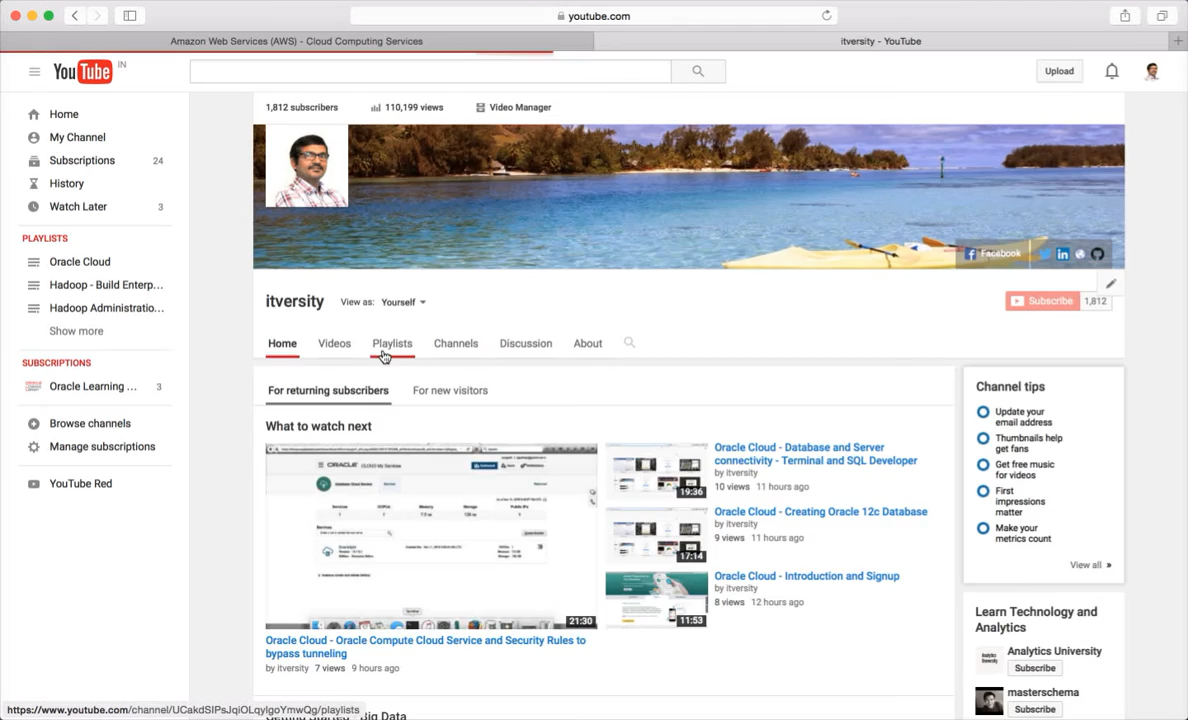 youtube.com
Amazon Web Services (AWS) - Cloud Computing Services
itversity - YouTube
YouTube IN
Upload
1,812 subscribers
110,199 views
Video Manager
Home
My Channel
Subscriptions 24
History
Watch Later 3
PLAYLISTS
Oracle Cloud
Hadoop - Build Enterp...
Hadoop Administratio...
Show more
SUBSCRIPTIONS
Oracle Learning ... 3
Browse channels
Manage subscriptions
YouTube Red
Facebook
itversity
View as: Yourself
Subscribe 1,812
Home
Videos
Playlists
Channels
Discussion
About
For returning subscribers
For new visitors
What to watch next
ORACLE
21:30
Oracle Cloud - Oracle Compute Cloud Service and Security Rules to
bypass tunneling
by itversity 7 views 9 hours ago
19:36
Oracle Cloud - Database and Server
connectivity - Terminal and SQL Developer
by itversity
10 views 11 hours ago
17:14
Oracle Cloud - Creating Oracle 12c Database
by itversity
9 views 11 hours ago
11:53
Oracle Cloud - Introduction and Signup
by itversity
8 views 12 hours ago
Channel tips
Update your
email address
Thumbnails help
get fans
Get free music
for videos
First
impressions
matter
Make your
metrics count
View all »
Learn Technology and
Analytics
Analytics University
Subscribe
masterschema
Subscribe
https://www.youtube.com/channel/UCakdSIPsJqiOLqylgoYmwQg/playlists
Big Data